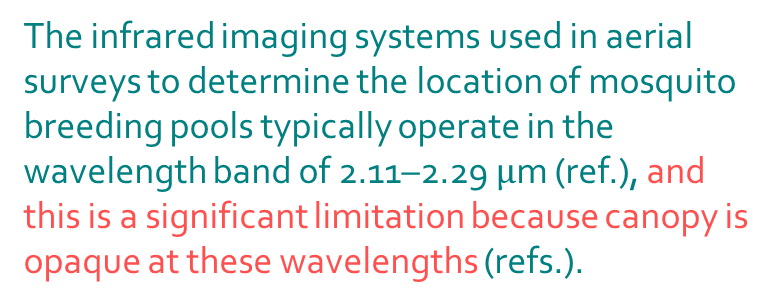 The infrared imaging systems used in aerial
surveys to determine the location of mosquito
breeding pools typically operate in the
wavelength band of 2.11–2.29 μm (ref.), and
this is a significant limitation because canopy is
opaque at these wavelengths (refs.).